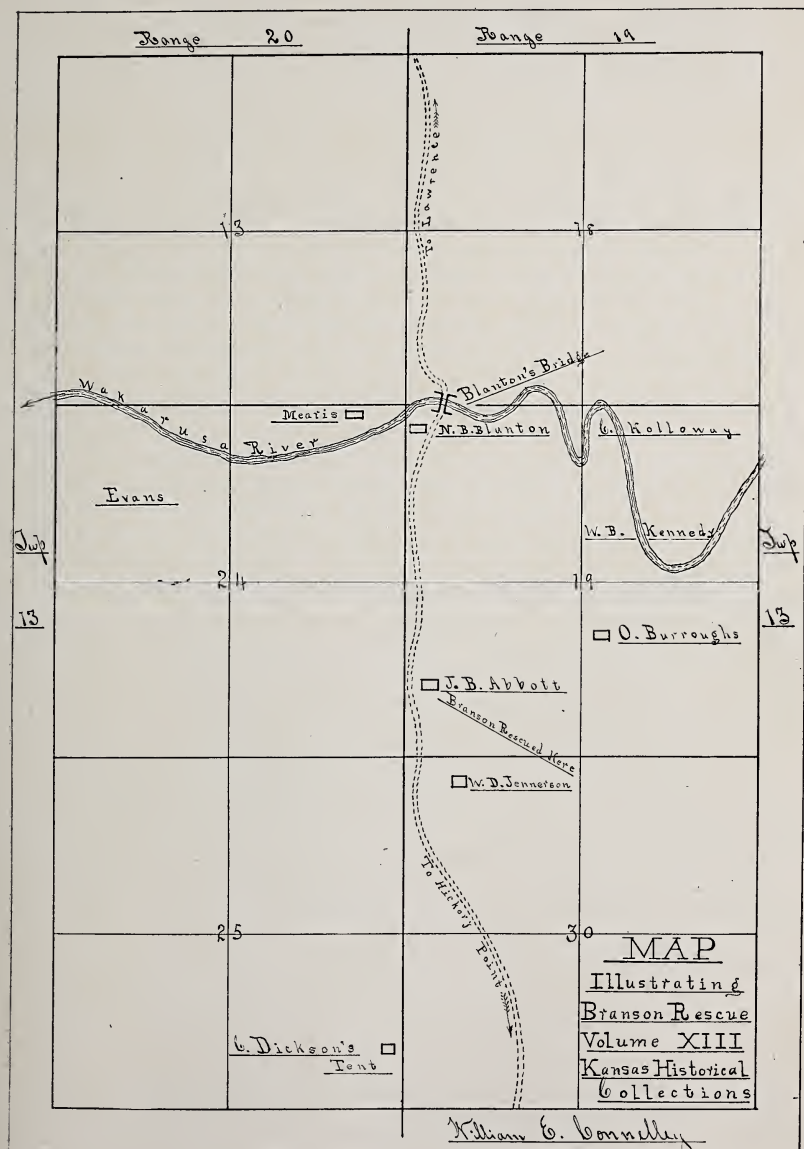 Range 20
Range 19
To Lawrence
13
18
Blanton's Bridge
Wakarusa River
Mearis
N.B. Blanton
C. Kolloway
Evans
W. B. Kennedy
Twp
13
Twp
13
24
19
O. Burroughs
J. B. Abbott
Branson Rescued Here
W. D. Jennerson
To Hickory Point
25
30
C. Dickson's
Tent
MAP
Illustrating
Branson Rescue
Volume XIII
Kansas Historical
Collections
William E. Connelley